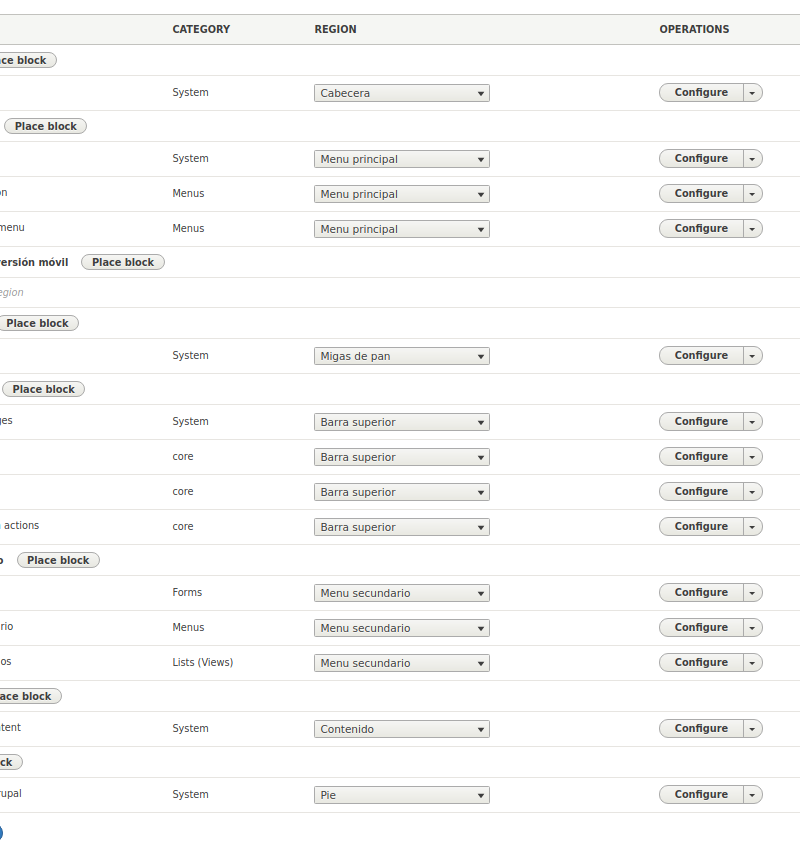 CATEGORY REGION OPERATIONS
ce block
System Cabecera Configure
Place block
System Menu principal Configure
on Menus Menu principal Configure
menu Menus Menu principal Configure
ersión móvil Place block
egion
Place block
System Migas de pan Configure
Place block
ges System Barra superior Configure
core Barra superior Configure
core Barra superior Configure
actions core Barra superior Configure
o Place block
Forms Menu secundario Configure
rio Menus Menu secundario Configure
os Lists (Views) Menu secundario Configure
ace block
tent System Contenido Configure
ck
rupal System Pie Configure